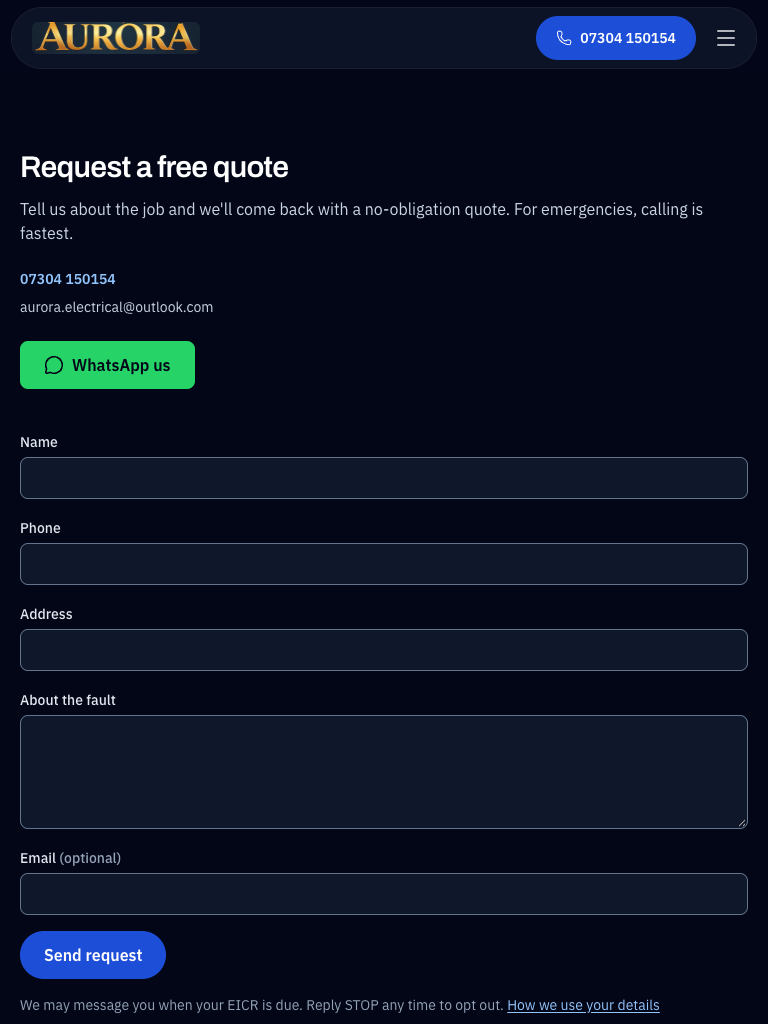 AURORA
07304 150154
Request a free quote
Tell us about the job and we'll come back with a no-obligation quote. For emergencies, calling is
fastest.
07304 150154
aurora.electrical@outlook.com
WhatsApp us
Name
Phone
Address
About the fault
Email (optional)
Send request
We may message you when your EICR is due. Reply STOP any time to opt out. How we use your details